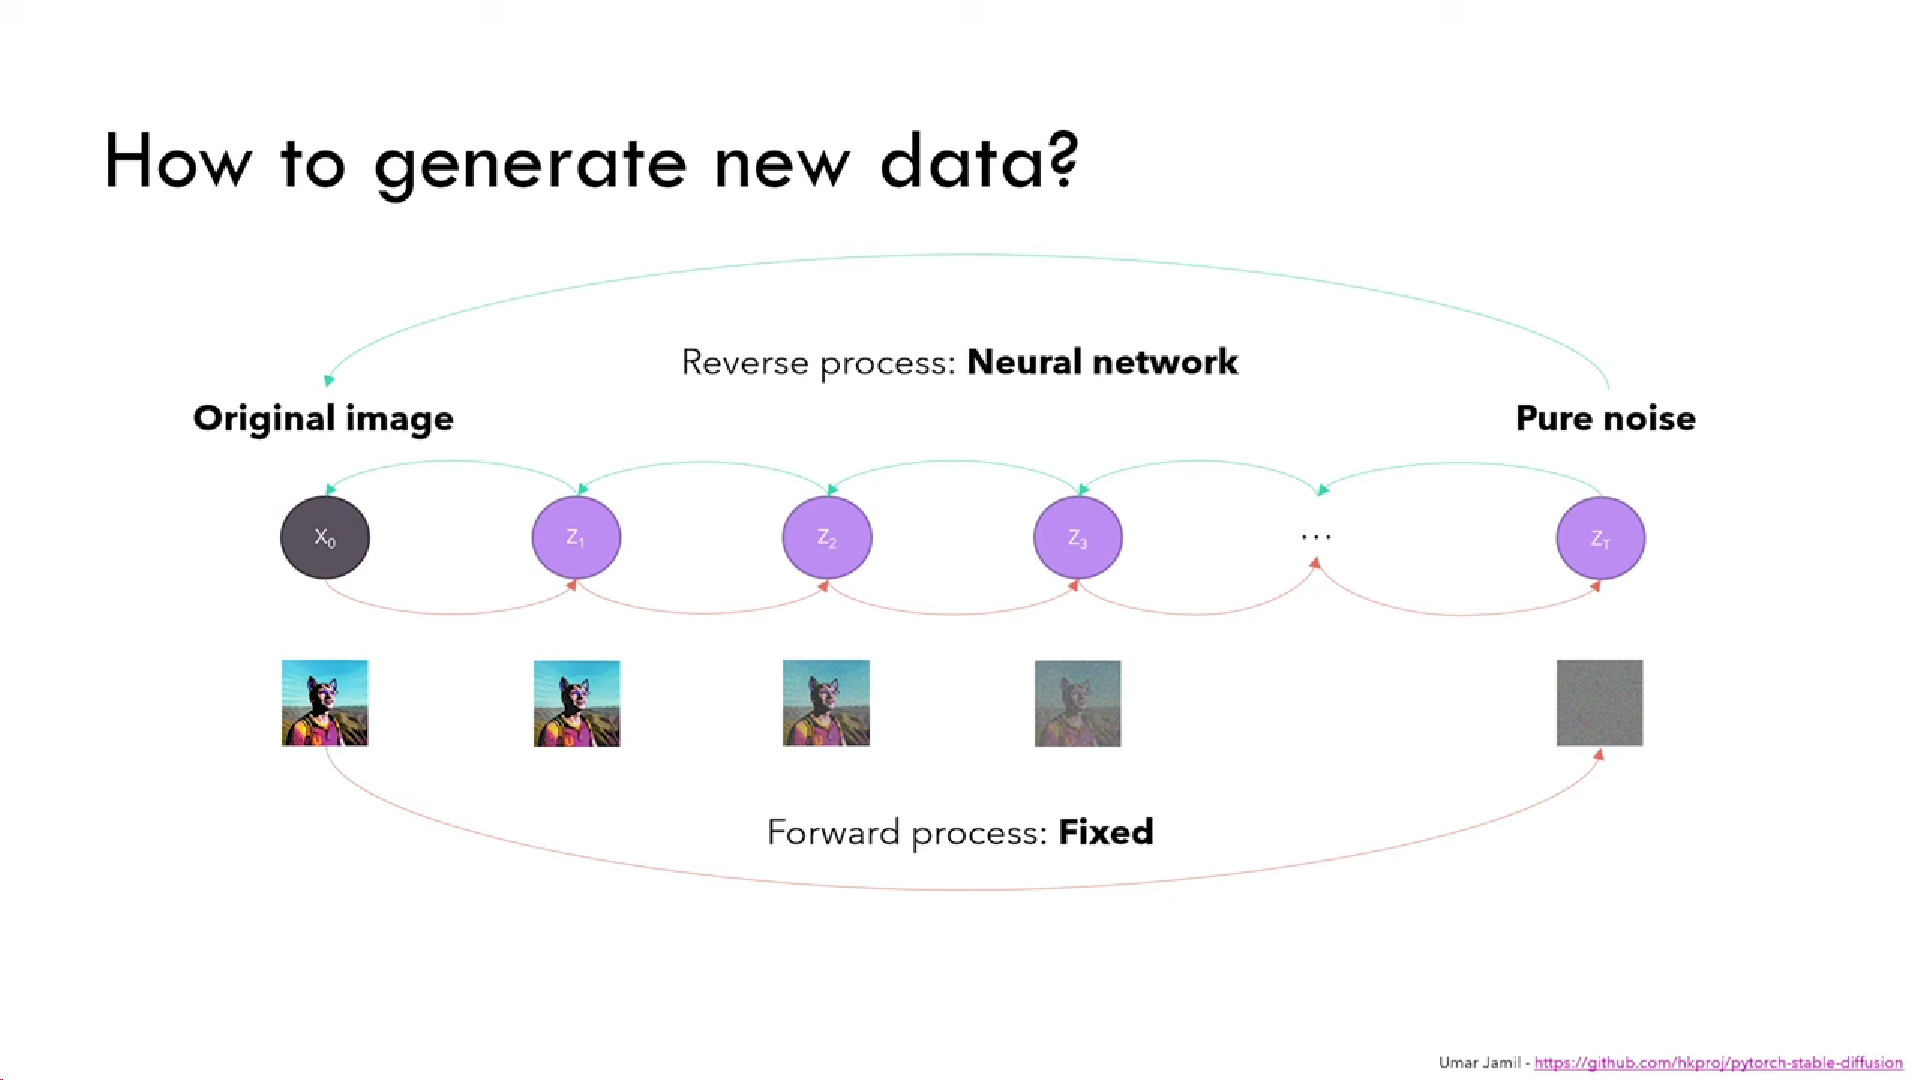 How to generate new data?
Reverse process: Neural network
Original image
Pure noise
X0
Z1
Z2
Z3
...
ZT
Forward process: Fixed
Umar Jamil - https://github.com/hkproj/pytorch-stable-diffusion